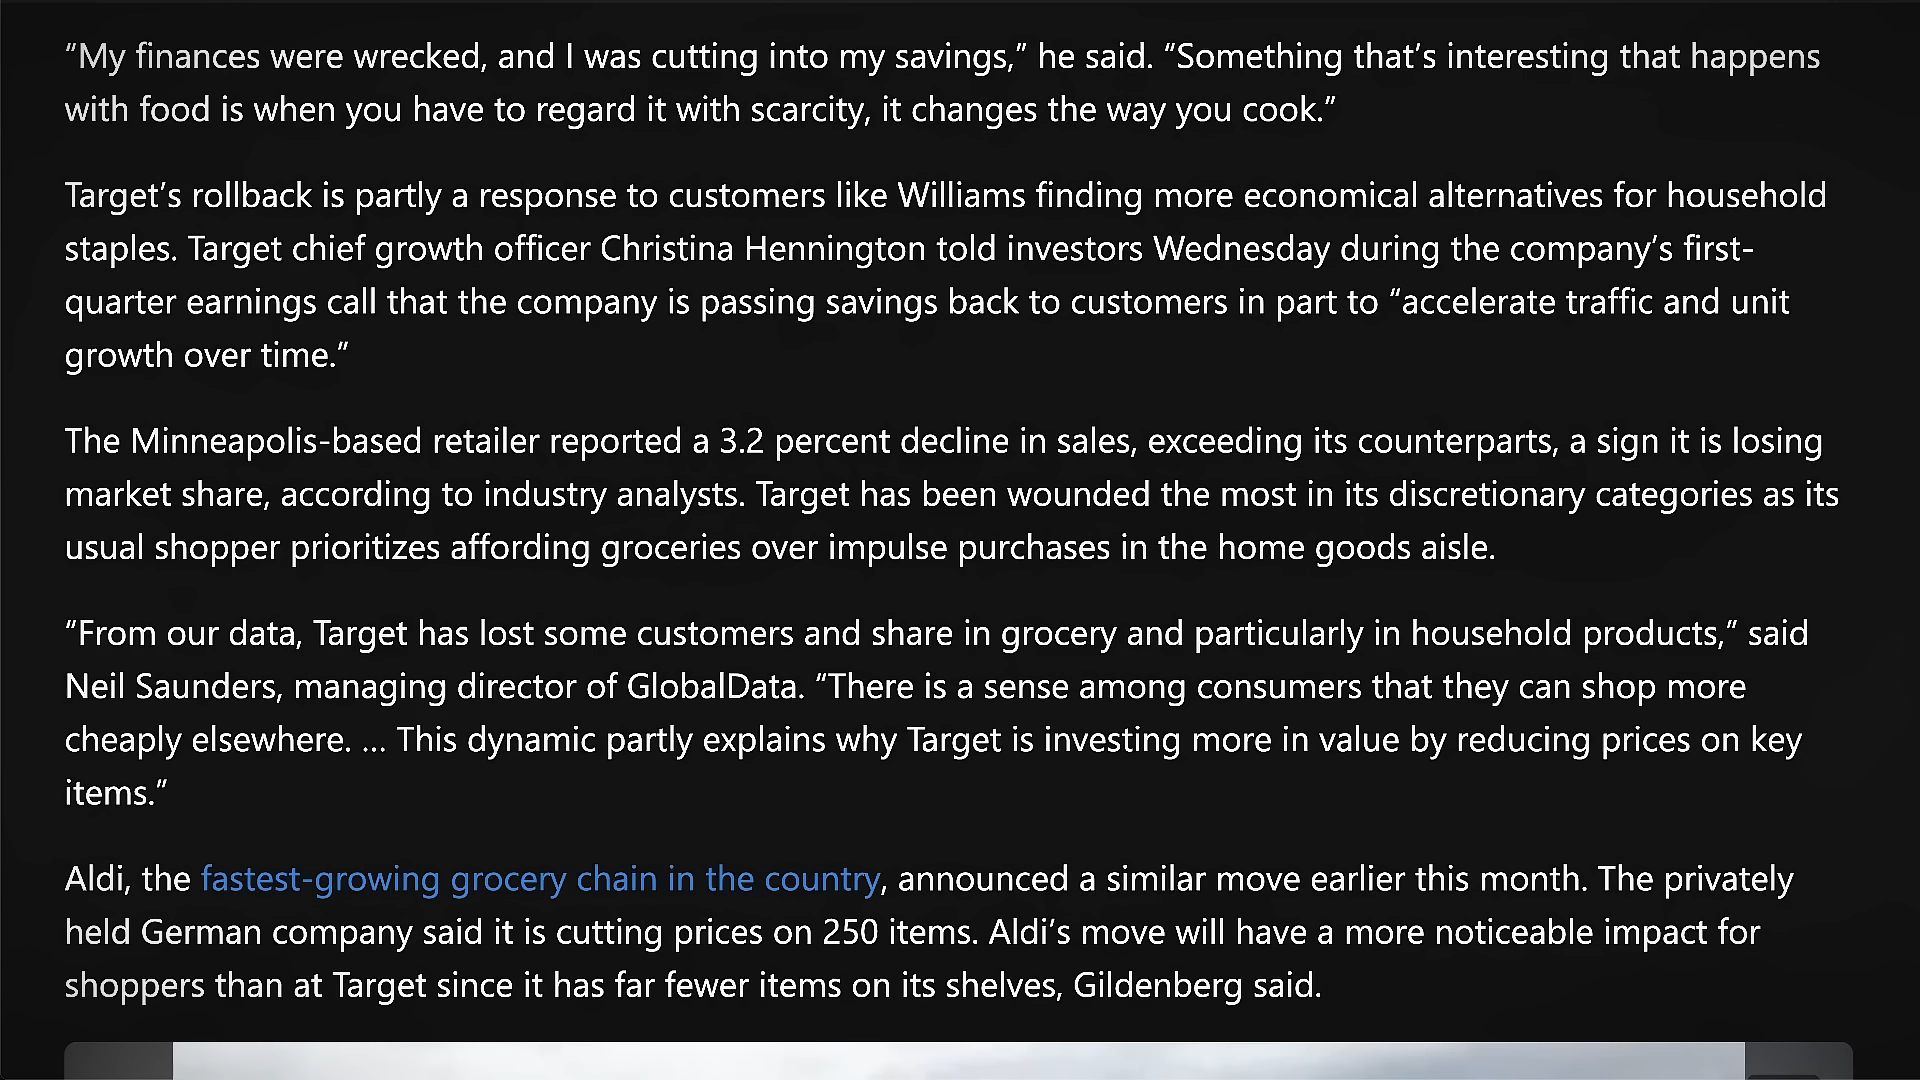 “My finances were wrecked, and I was cutting into my savings,” he said. “Something that’s interesting that happens
with food is when you have to regard it with scarcity, it changes the way you cook.”
Target’s rollback is partly a response to customers like Williams finding more economical alternatives for household
staples. Target chief growth officer Christina Hennington told investors Wednesday during the company’s first-
quarter earnings call that the company is passing savings back to customers in part to “accelerate traffic and unit
growth over time.”
The Minneapolis-based retailer reported a 3.2 percent decline in sales, exceeding its counterparts, a sign it is losing
market share, according to industry analysts. Target has been wounded the most in its discretionary categories as its
usual shopper prioritizes affording groceries over impulse purchases in the home goods aisle.
“From our data, Target has lost some customers and share in grocery and particularly in household products,” said
Neil Saunders, managing director of GlobalData. “There is a sense among consumers that they can shop more
cheaply elsewhere. … This dynamic partly explains why Target is investing more in value by reducing prices on key
items.”
Aldi, the fastest-growing grocery chain in the country, announced a similar move earlier this month. The privately
held German company said it is cutting prices on 250 items. Aldi’s move will have a more noticeable impact for
shoppers than at Target since it has far fewer items on its shelves, Gildenberg said.